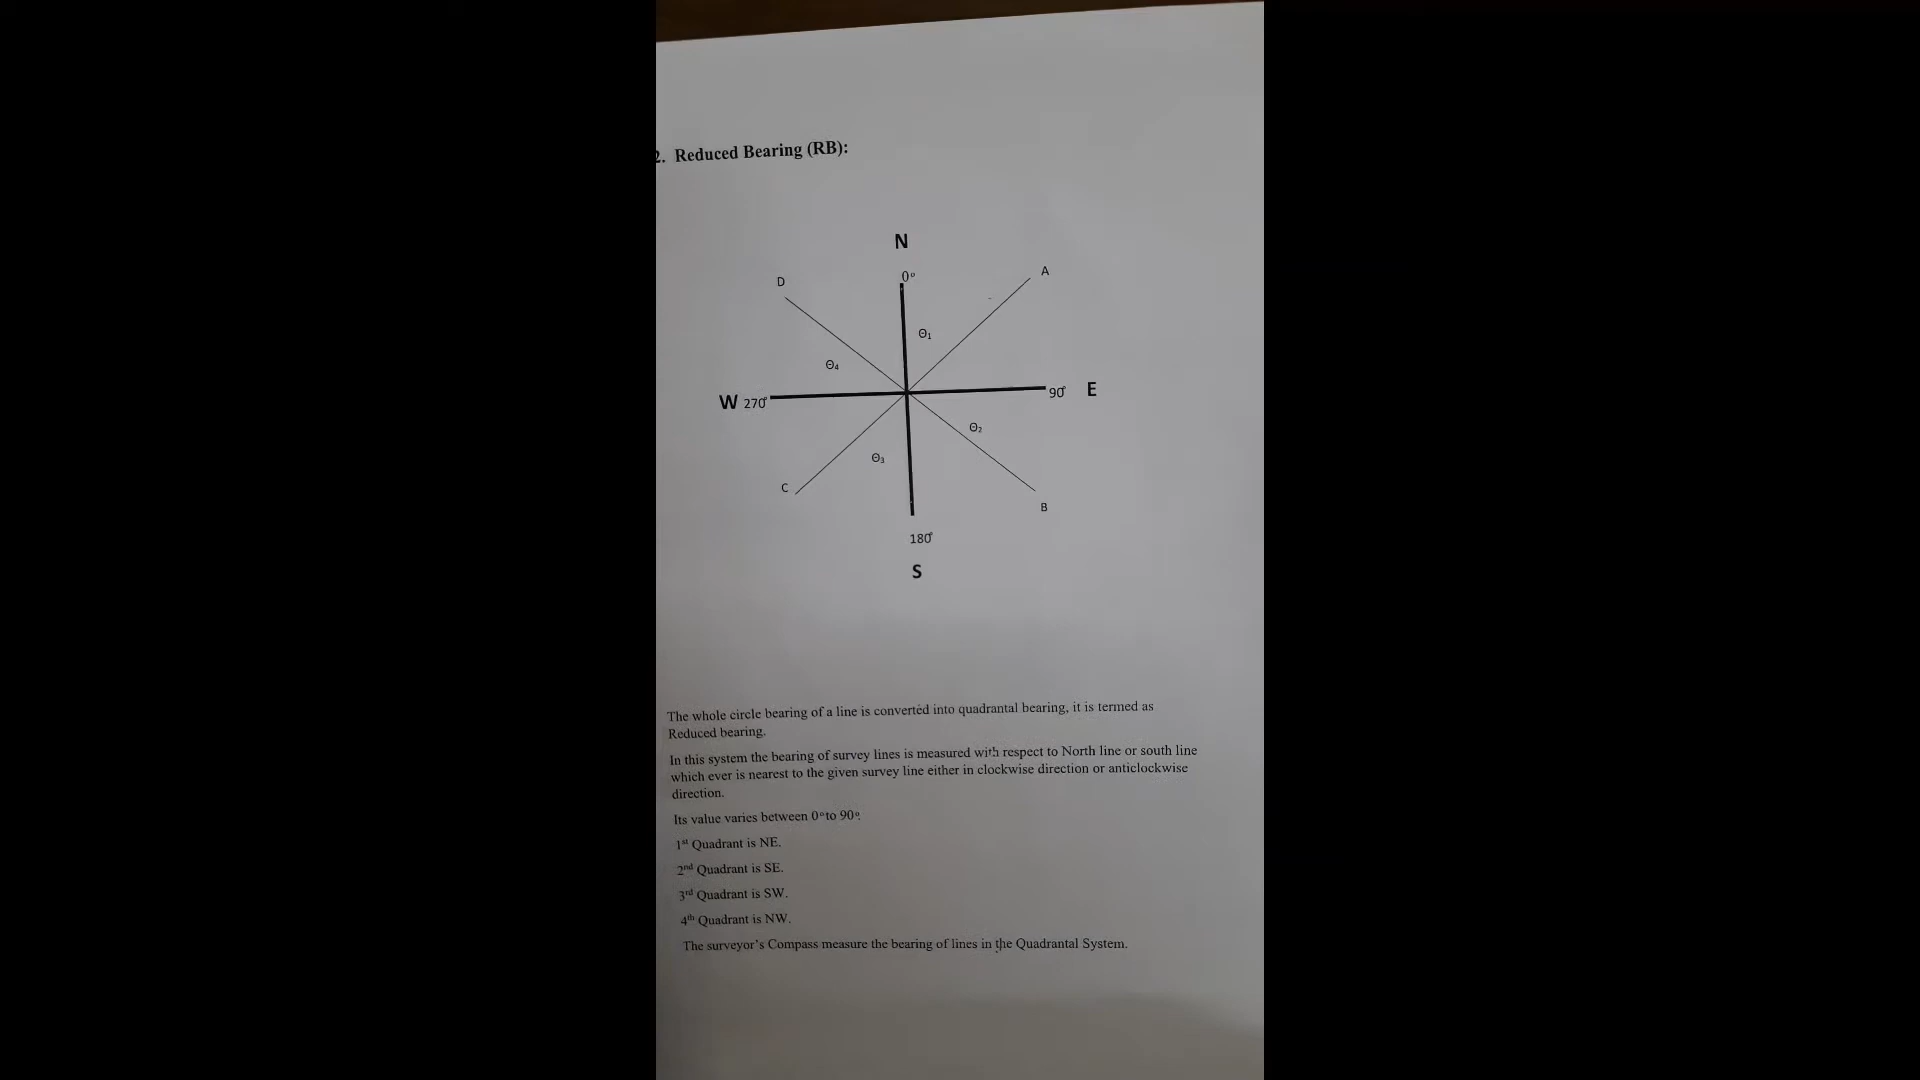 2. Reduced Bearing (RB):
N
D
0°
A
Θ1
Θ4
W 270°
90° E
Θ2
Θ3
C
B
180°
S
The whole circle bearing of a line is converted into quadrantal bearing, it is termed as
Reduced bearing.
In this system the bearing of survey lines is measured with respect to North line or south line
which ever is nearest to the given survey line either in clockwise direction or anticlockwise
direction.
Its value varies between 0° to 90°.
1st Quadrant is NE.
2nd Quadrant is SE.
3rd Quadrant is SW.
4th Quadrant is NW.
The surveyor's Compass measure the bearing of lines in the Quadrantal System.